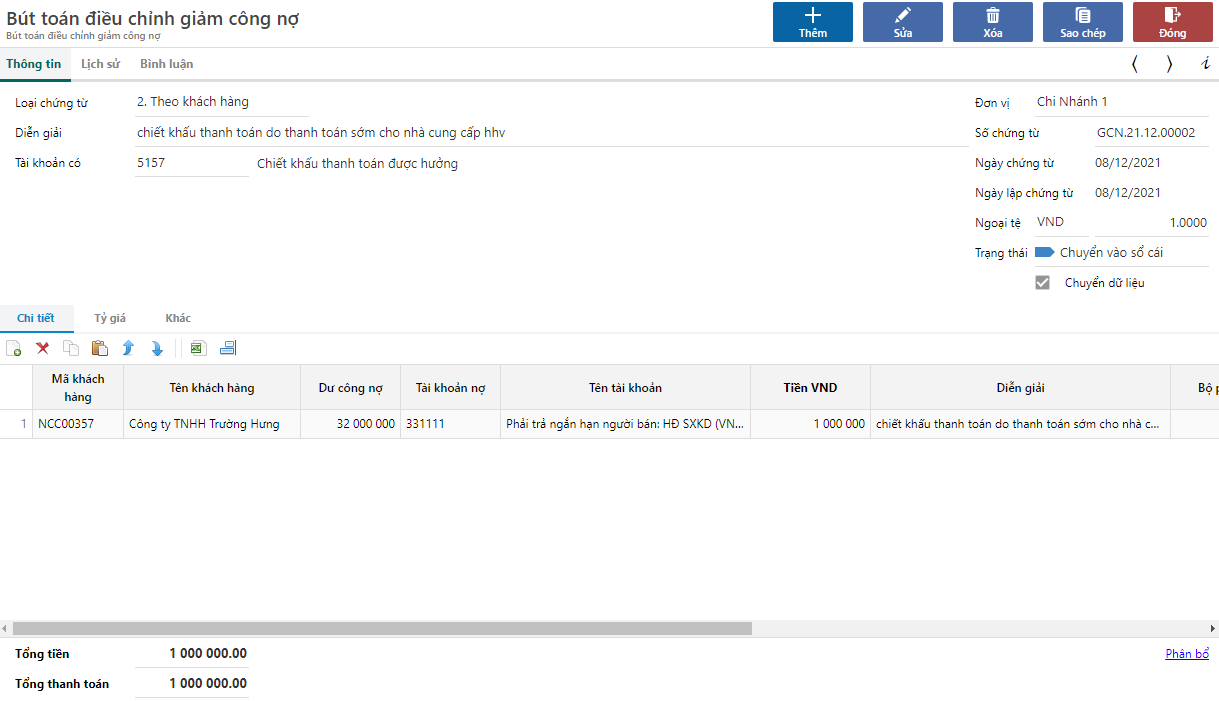 Bút toán điều chỉnh giảm công nợ
Bút toán điều chỉnh giảm công nợ
Thêm
Sửa
Xóa
Sao chép
Đóng
Thông tin Lịch sử Bình luận
Loại chứng từ 2. Theo khách hàng
Diễn giải chiết khấu thanh toán do thanh toán sớm cho nhà cung cấp hhv
Tài khoản có 5157 Chiết khấu thanh toán được hưởng
Đơn vị Chi Nhánh 1
Số chứng từ GCN.21.12.00002
Ngày chứng từ 08/12/2021
Ngày lập chứng từ 08/12/2021
Ngoại tệ VND 1.0000
Trạng thái Chuyển vào sổ cái
Chuyển dữ liệu
Chi tiết Tỷ giá Khác
Mã khách hàng Tên khách hàng Dư công nợ Tài khoản nợ Tên tài khoản Tiền VND Diễn giải Bộ p
1 NCC00357 Công ty TNHH Trường Hưng 32 000 000 331111 Phải trả ngắn hạn người bán: HĐ SXKD (VN... 1 000 000 chiết khấu thanh toán do thanh toán sớm cho nhà c...
Tổng tiền 1 000 000.00
Phân bổ
Tổng thanh toán 1 000 000.00